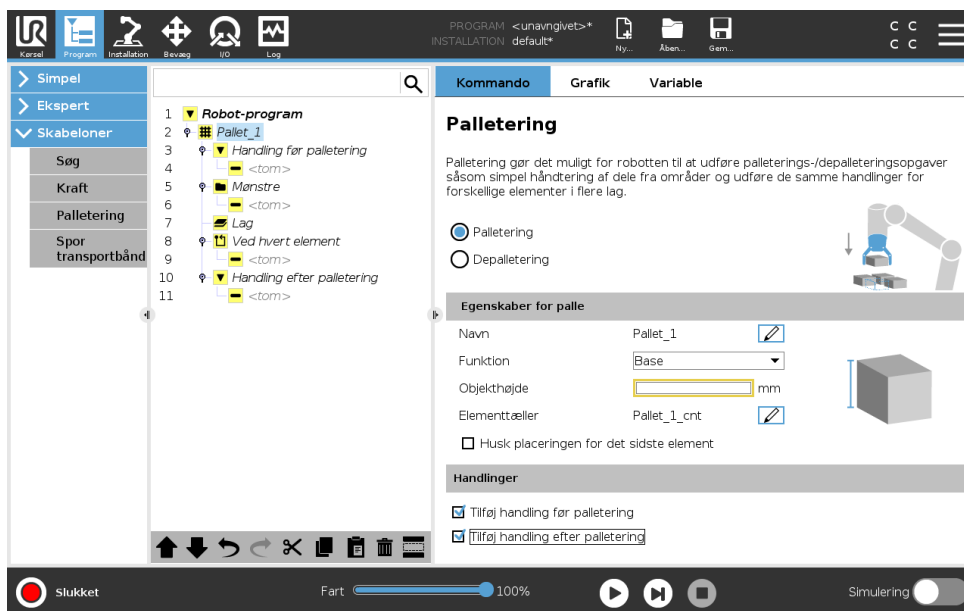 PROGRAM <unavngivet>*
INSTALLATION default*
UR
Kørsel Program Installation Bevæg I/O Log
Ny... Åben... Gem...
C C
C C
Simpel
Ekspert
Skabeloner
Søg
Kraft
Palletering
Spor
transportbånd
1 Robot-program
2 Pallet_1
3 Handling før palletering
4 <tom>
5 Mønstre
6 <tom>
7 Lag
8 Ved hvert element
9 <tom>
10 Handling efter palletering
11 <tom>
Kommando Grafik Variable
Palletering
Palletering gør det muligt for robotten til at udføre palleterings-/depalleteringsopgaver
såsom simpel håndtering af dele fra områder og udføre de samme handlinger for
forskellige elementer i flere lag.
Palletering
Depalletering
Egenskaber for palle
Navn Pallet_1
Funktion Base
Objekthøjde mm
Elementtæller Pallet_1_cnt
Husk placeringen for det sidste element
Handlinger
Tilføj handling før palletering
Tilføj handling efter palletering
Slukket Fart 100% Simulering